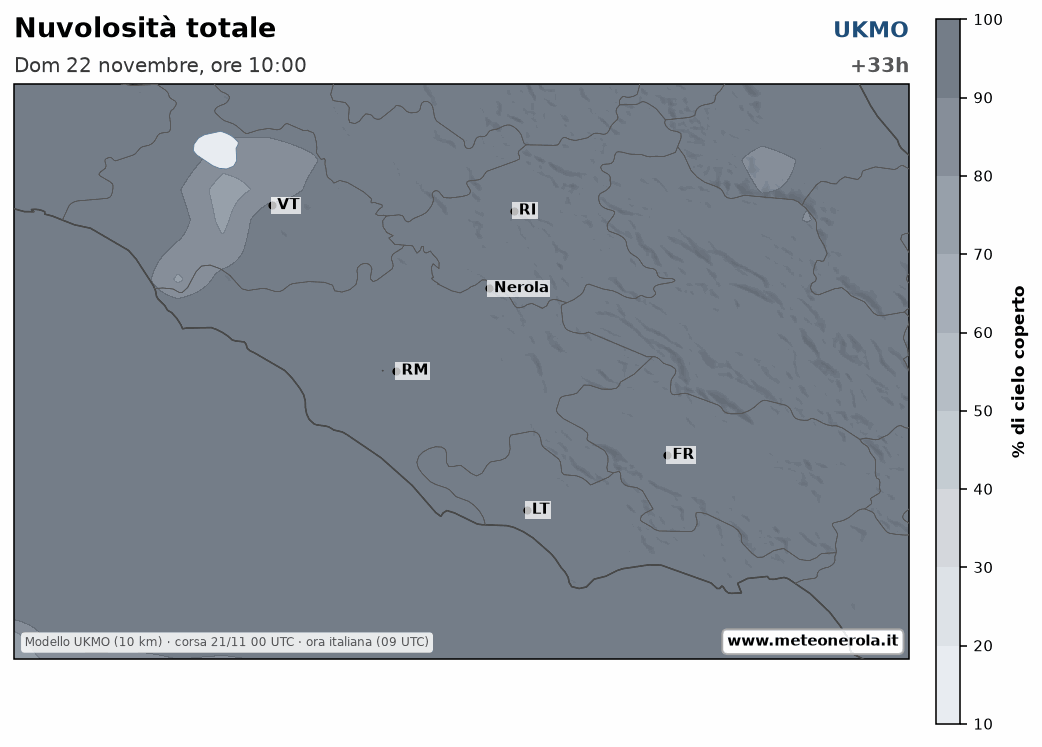 Nuvolosità totale
UKMO
Dom 22 novembre, ore 10:00
+33h
VT
RI
Nerola
RM
FR
LT
Modello UKMO (10 km) · corsa 21/11 00 UTC · ora italiana (09 UTC)
www.meteonerola.it
100
90
80
70
60
50
40
30
20
10
% di cielo coperto